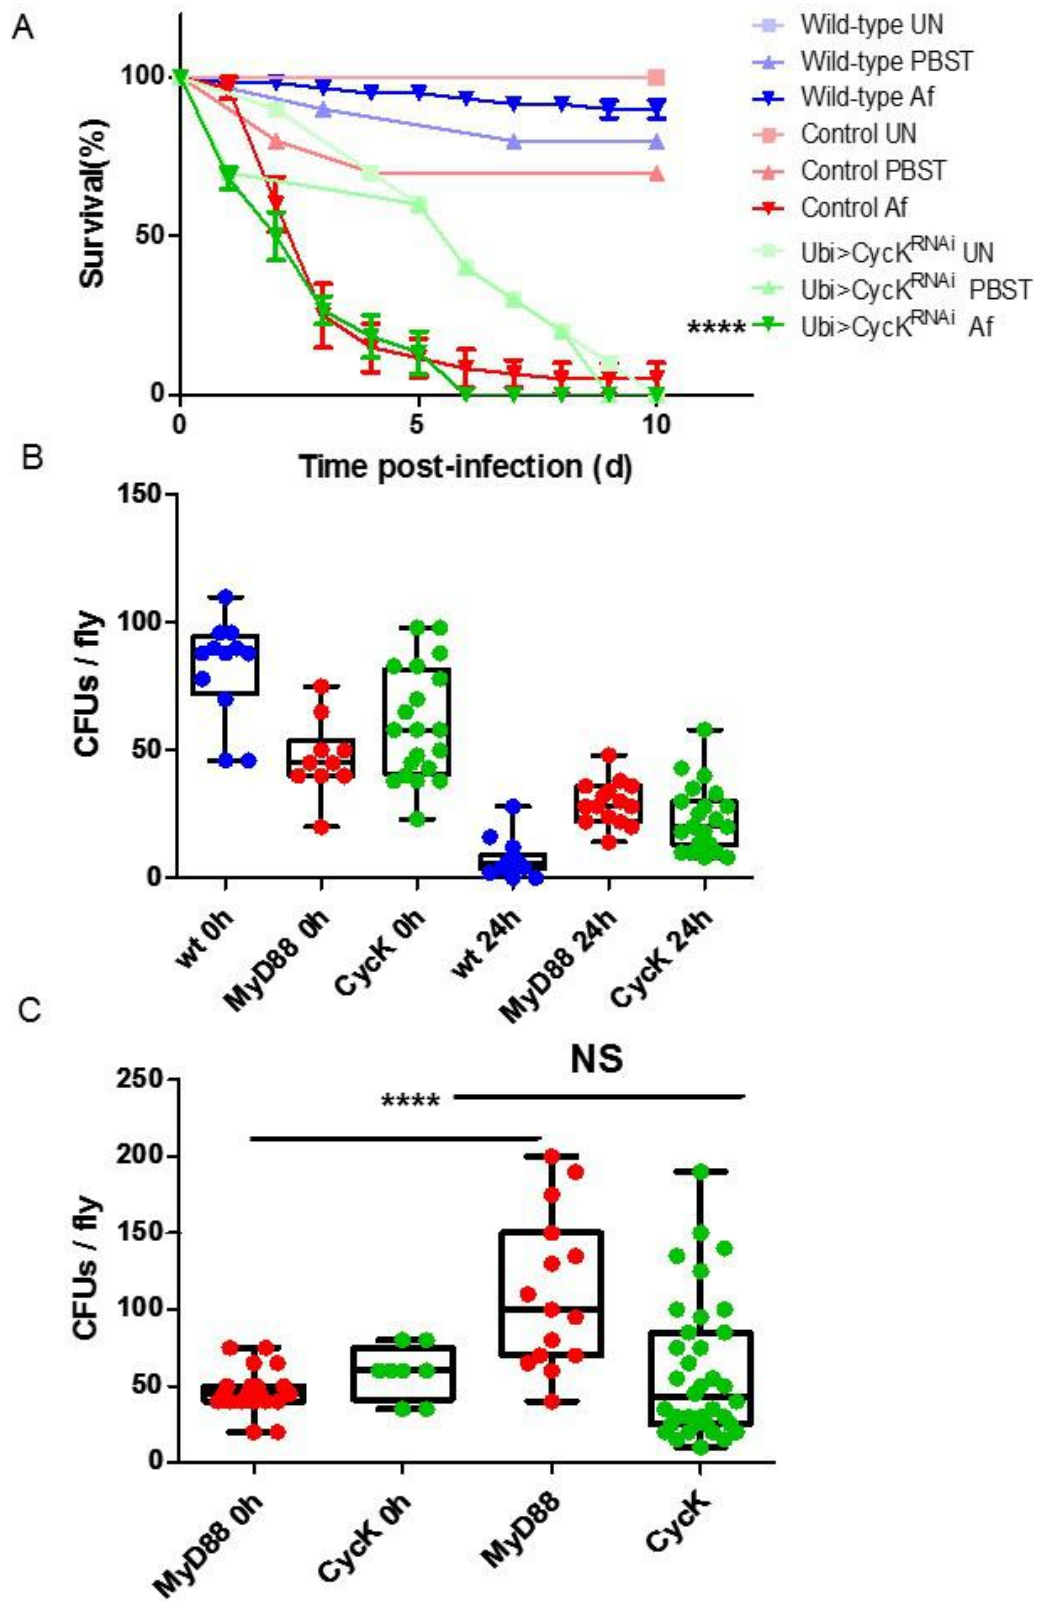 A
Survival(%)
100
50
0
0
5
10
Time post-infection (d)
Wild-type UN
Wild-type PBST
Wild-type Af
Control UN
Control PBST
Control Af
Ubi>CycK^RNAi UN
Ubi>CycK^RNAi PBST
**** Ubi>CycK^RNAi Af
B
CFUs / fly
150
100
50
0
wt 0h
MyD88 0h
CycK 0h
wt 24h
MyD88 24h
CycK 24h
C
NS
****
CFUs / fly
250
200
150
100
50
0
MyD88 0h
CycK 0h
MyD88
CycK